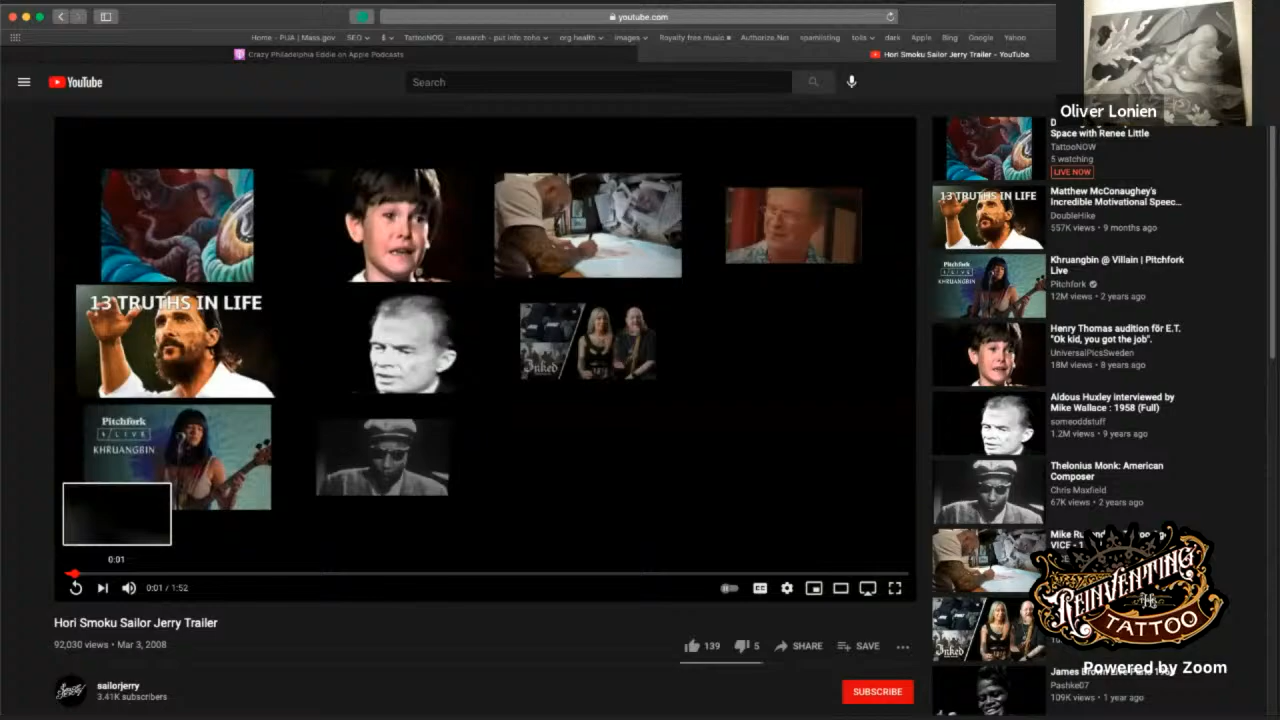 youtube.com
Home - PUA | Mass.gov
SEO
$
TattooNOQ
research - put into zoho
org health
images
Royalty free music
Authorize.Net
spamlisting
tolls
dark
Apple
Bing
Google
Yahoo
Crazy Philadelphia Eddie on Apple Podcasts
Hori Smoku Sailor Jerry Trailer - YouTube
YouTube
Search
Oliver Lonien
Space with Renee Little
TattooNOW
5 watching
LIVE NOW
13 TRUTHS IN LIFE
Matthew McConaughey's
Incredible Motivational Speec...
DoubleHike
557K views • 9 months ago
Pitchfork
LIVE
KHRUANGBIN
Khruangbin @ Villain | Pitchfork
Live
Pitchfork
12M views • 2 years ago
Henry Thomas audition för E.T.
"Ok kid, you got the job".
UniversalPicsSweden
18M views • 8 years ago
Aldous Huxley interviewed by
Mike Wallace : 1958 (Full)
someoddstuff
1.2M views • 9 years ago
Thelonius Monk: American
Composer
Chris Maxfield
67K views • 2 years ago
Mike
VICE
Inked
James Brown
Pashke07
109K views • 1 year ago
13 TRUTHS IN LIFE
Inked
Pitchfork
LIVE
KHRUANGBIN
0:01
0:01 / 1:52
CC
Hori Smoku Sailor Jerry Trailer
92,030 views • Mar 3, 2008
139
5
SHARE
SAVE
sailorjerry
3.41K subscribers
SUBSCRIBE
REINVENTING
THE
TATTOO
Powered by Zoom